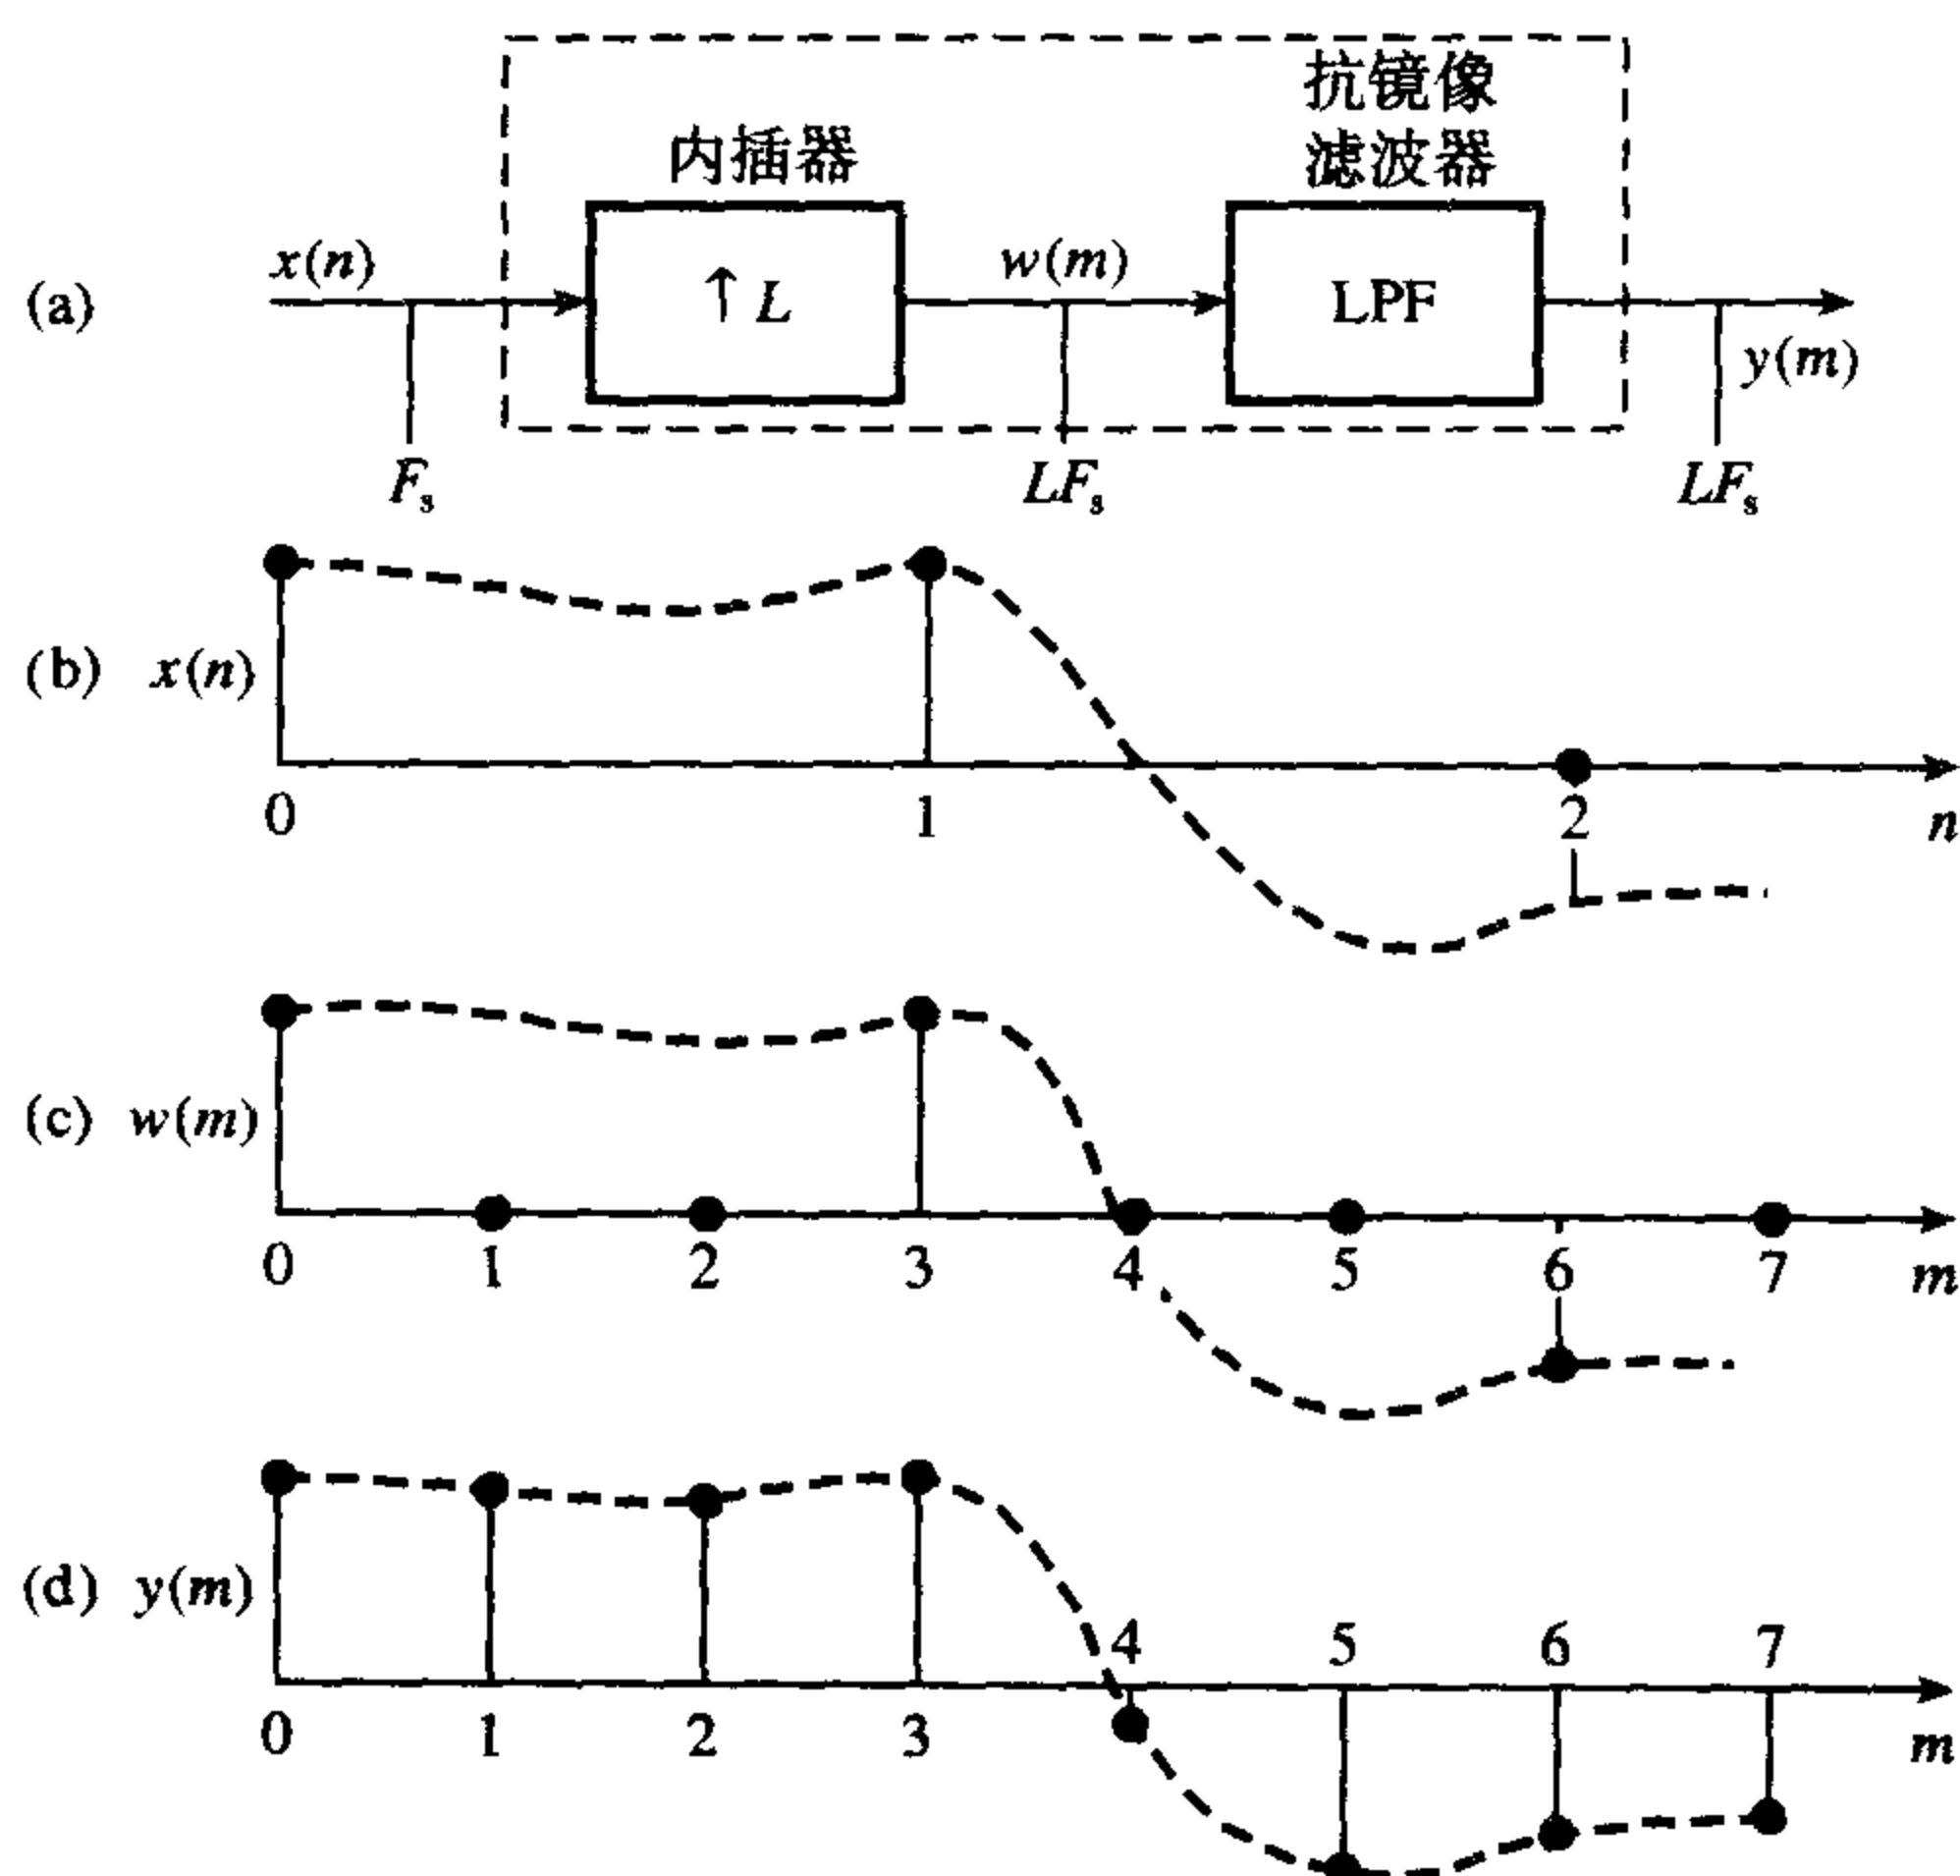 抗镜像
内插器 滤波器
x(n) w(m)
(a) ↑ L LPF
y(m)
F_s LF_s LF_s
(b) x(n)
0 1 2 n
(c) w(m)
0 1 2 3 4 5 6 7 m
(d) y(m)
4 5 6 7
0 1 2 3 m